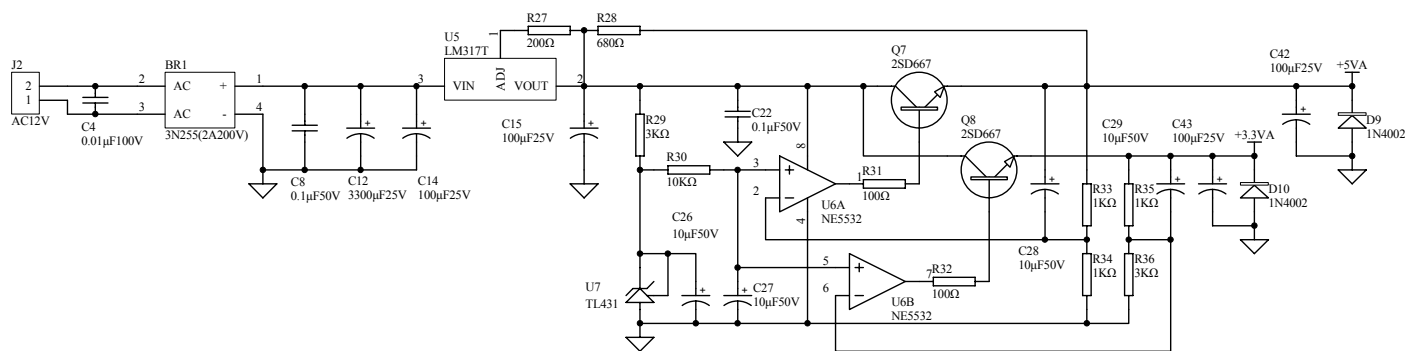 J2
2
1
AC12V
C4
0.01μF100V
2
3
BR1
AC
+
AC
-
3N255(2A200V)
1
4
C8
0.1μF50V
C12
3300μF25V
C14
100μF25V
3
U5
LM317T
VIN
ADJ
VOUT
1
2
R27
200Ω
R28
680Ω
C15
100μF25V
R29
3KΩ
C22
0.1μF50V
R30
10KΩ
C26
10μF50V
U7
TL431
C27
10μF50V
3
2
8
4
1
U6A
NE5532
R31
100Ω
Q7
2SD667
Q8
2SD667
5
6
7
U6B
NE5532
R32
100Ω
C28
10μF50V
R33
1KΩ
R34
1KΩ
R35
1KΩ
R36
3KΩ
C29
10μF50V
C43
100μF25V
+3.3VA
D10
1N4002
C42
100μF25V
+5VA
D9
1N4002